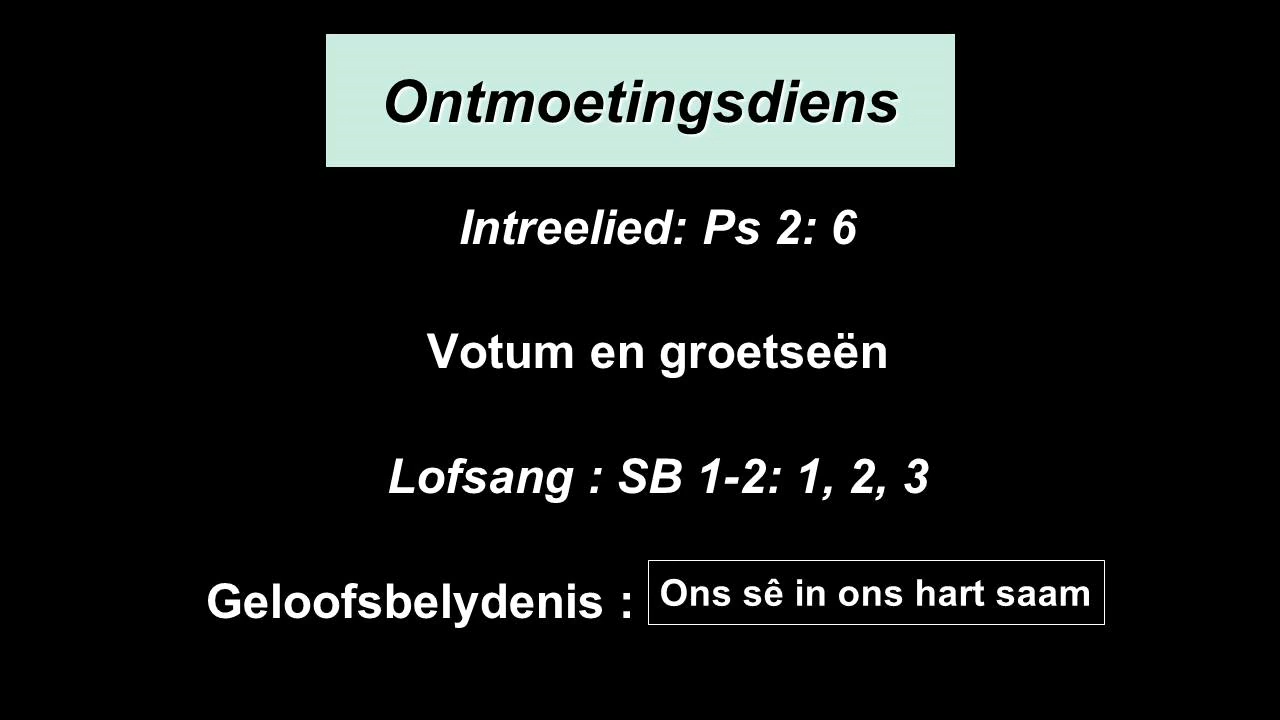 Ontmoetingsdiens
Intreelied: Ps 2: 6
Votum en groetseën
Lofsang : SB 1-2: 1, 2, 3
Geloofsbelydenis : Ons sê in ons hart saam